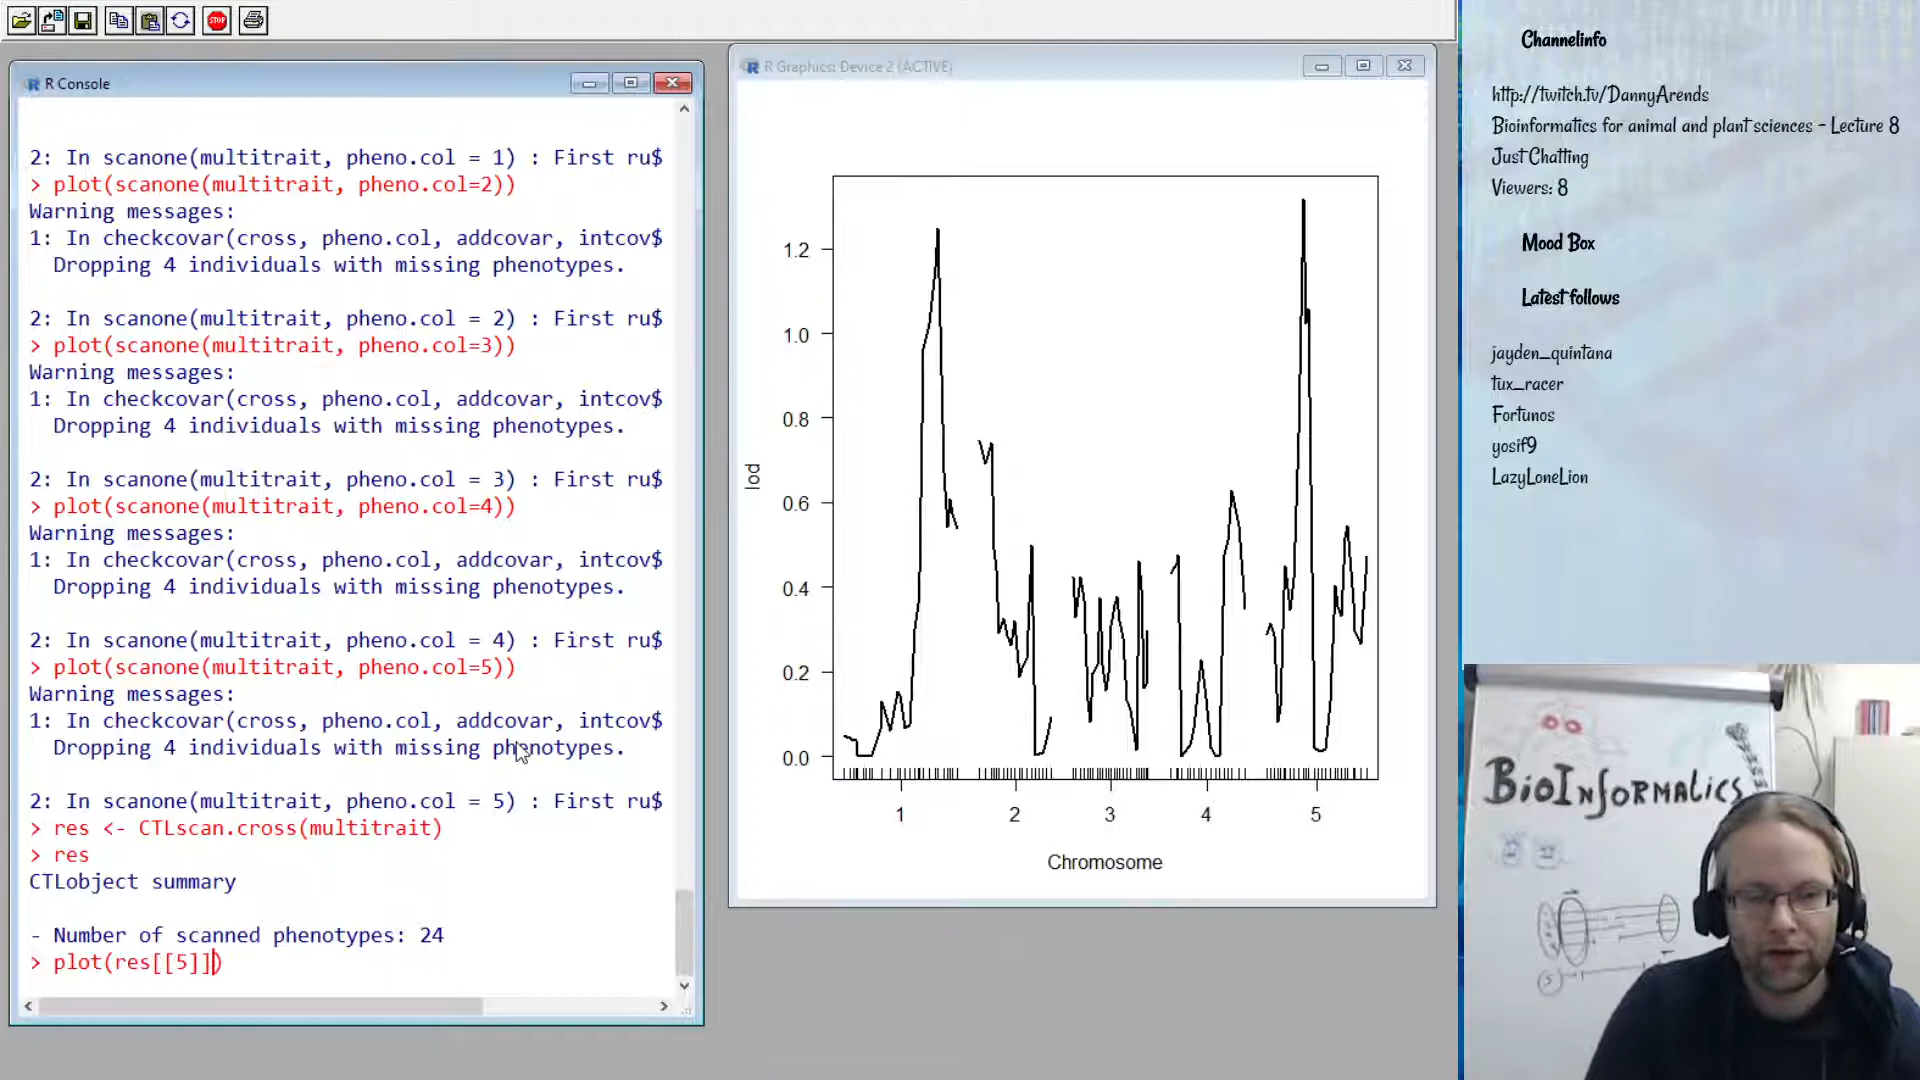 R Console
2: In scanone(multitrait, pheno.col = 1) : First ru$
> plot(scanone(multitrait, pheno.col=2))
Warning messages:
1: In checkcovar(cross, pheno.col, addcovar, intcov$
Dropping 4 individuals with missing phenotypes.
2: In scanone(multitrait, pheno.col = 2) : First ru$
> plot(scanone(multitrait, pheno.col=3))
Warning messages:
1: In checkcovar(cross, pheno.col, addcovar, intcov$
Dropping 4 individuals with missing phenotypes.
2: In scanone(multitrait, pheno.col = 3) : First ru$
> plot(scanone(multitrait, pheno.col=4))
Warning messages:
1: In checkcovar(cross, pheno.col, addcovar, intcov$
Dropping 4 individuals with missing phenotypes.
2: In scanone(multitrait, pheno.col = 4) : First ru$
> plot(scanone(multitrait, pheno.col=5))
Warning messages:
1: In checkcovar(cross, pheno.col, addcovar, intcov$
Dropping 4 individuals with missing phenotypes.
2: In scanone(multitrait, pheno.col = 5) : First ru$
> res <- CTLscan.cross(multitrait)
> res
CTLobject summary
- Number of scanned phenotypes: 24
> plot(res[[5]])
R Graphics: Device 2 (ACTIVE)
1.2
1.0
0.8
0.6
0.4
0.2
0.0
lod
1 2 3 4 5
Chromosome
Channelinfo
http://twitch.tv/DannyArends
Bioinformatics for animal and plant sciences - Lecture 8
Just Chatting
Viewers: 8
Mood Box
Latest follows
jayden_quintana
tux_racer
Fortunos
yosif9
LazyLoneLion
BioInformatics
STOP